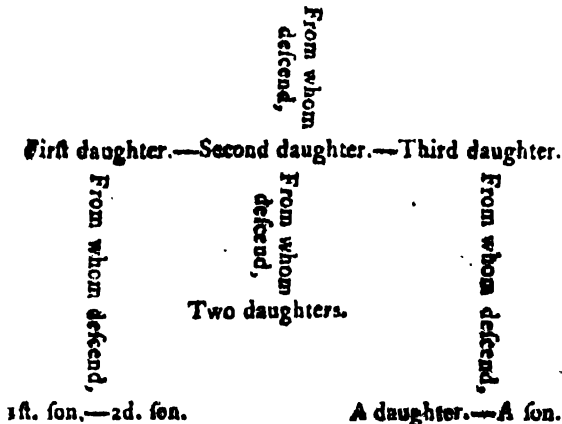 From whom
deſcend,
Firſt daughter.—Second daughter.—Third daughter.
From whom deſcend,
From whom
deſcend,
From whom deſcend,
Two daughters.
1ſt. ſon,—2d. ſon.
A daughter.—A ſon.